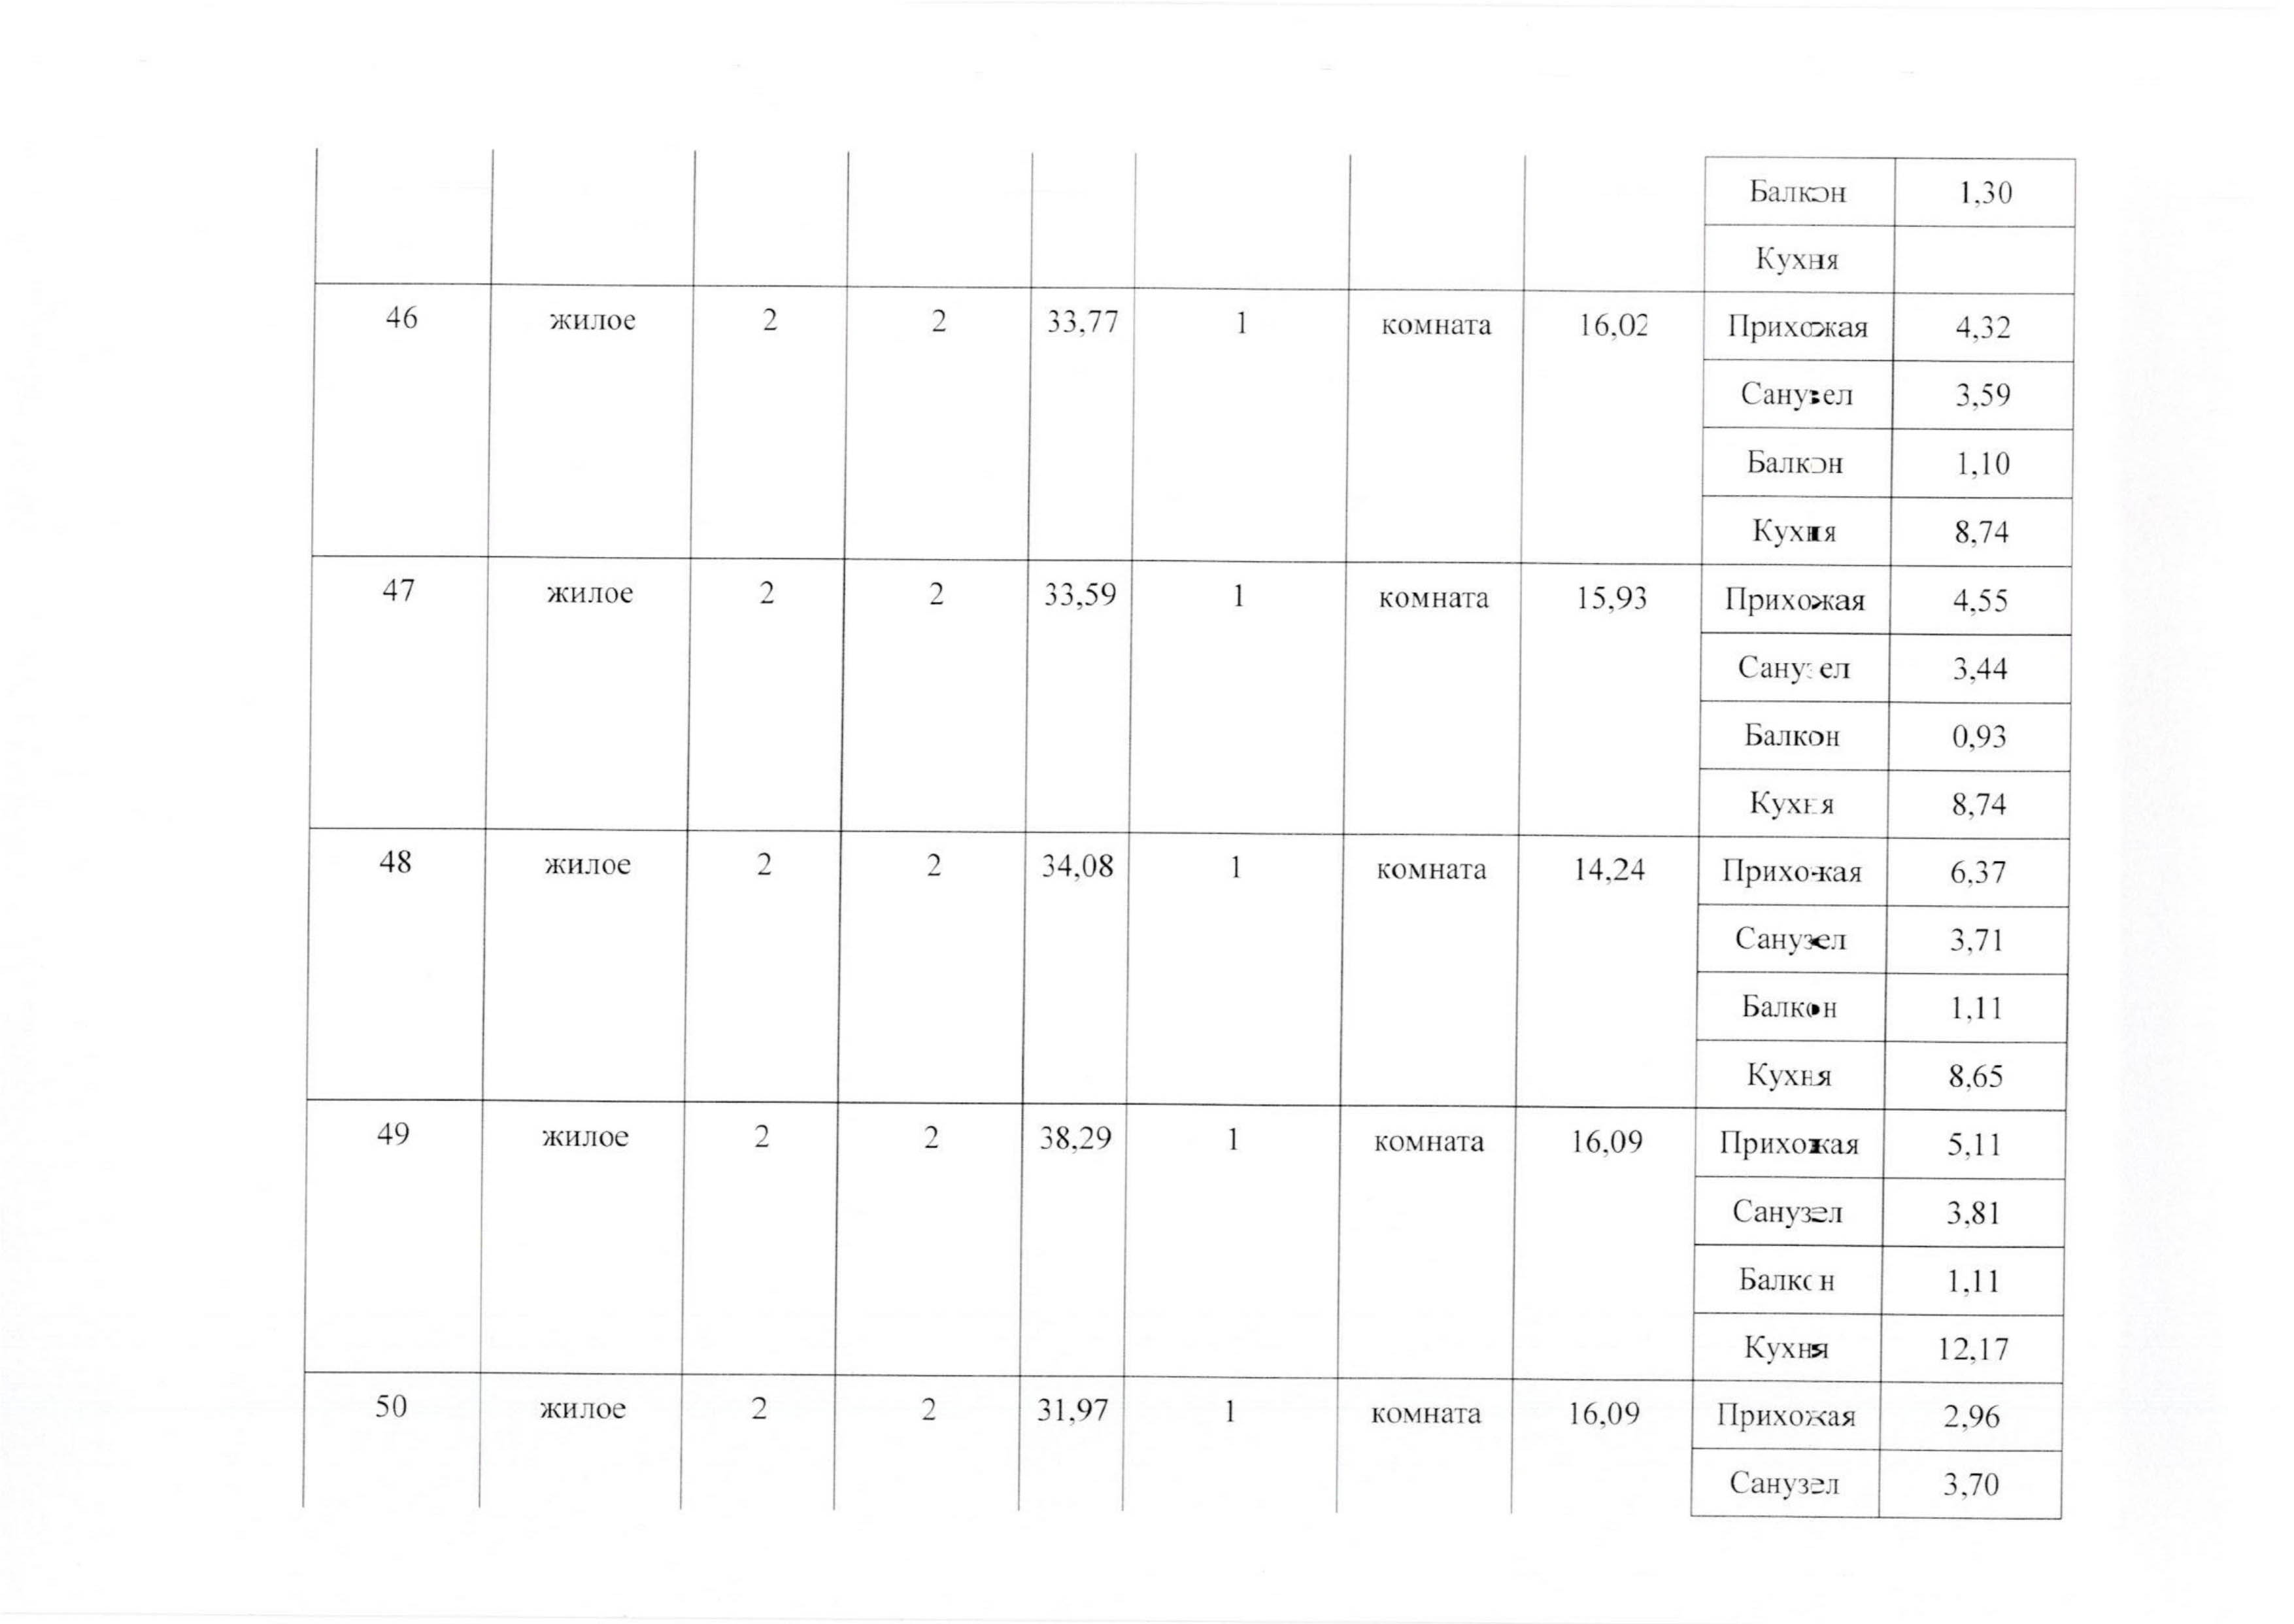 Балкон 1,30
Кухня
46 жилое 2 2 33,77 1 комната 16,02 Прихожая 4,32
Санузел 3,59
Балкон 1,10
Кухня 8,74
47 жилое 2 2 33,59 1 комната 15,93 Прихожая 4,55
Санузел 3,44
Балкон 0,93
Кухня 8,74
48 жилое 2 2 34,08 1 комната 14,24 Прихожая 6,37
Санузел 3,71
Балкон 1,11
Кухня 8,65
49 жилое 2 2 38,29 1 комната 16,09 Прихожая 5,11
Санузел 3,81
Балкон 1,11
Кухня 12,17
50 жилое 2 2 31,97 1 комната 16,09 Прихожая 2,96
Санузел 3,70